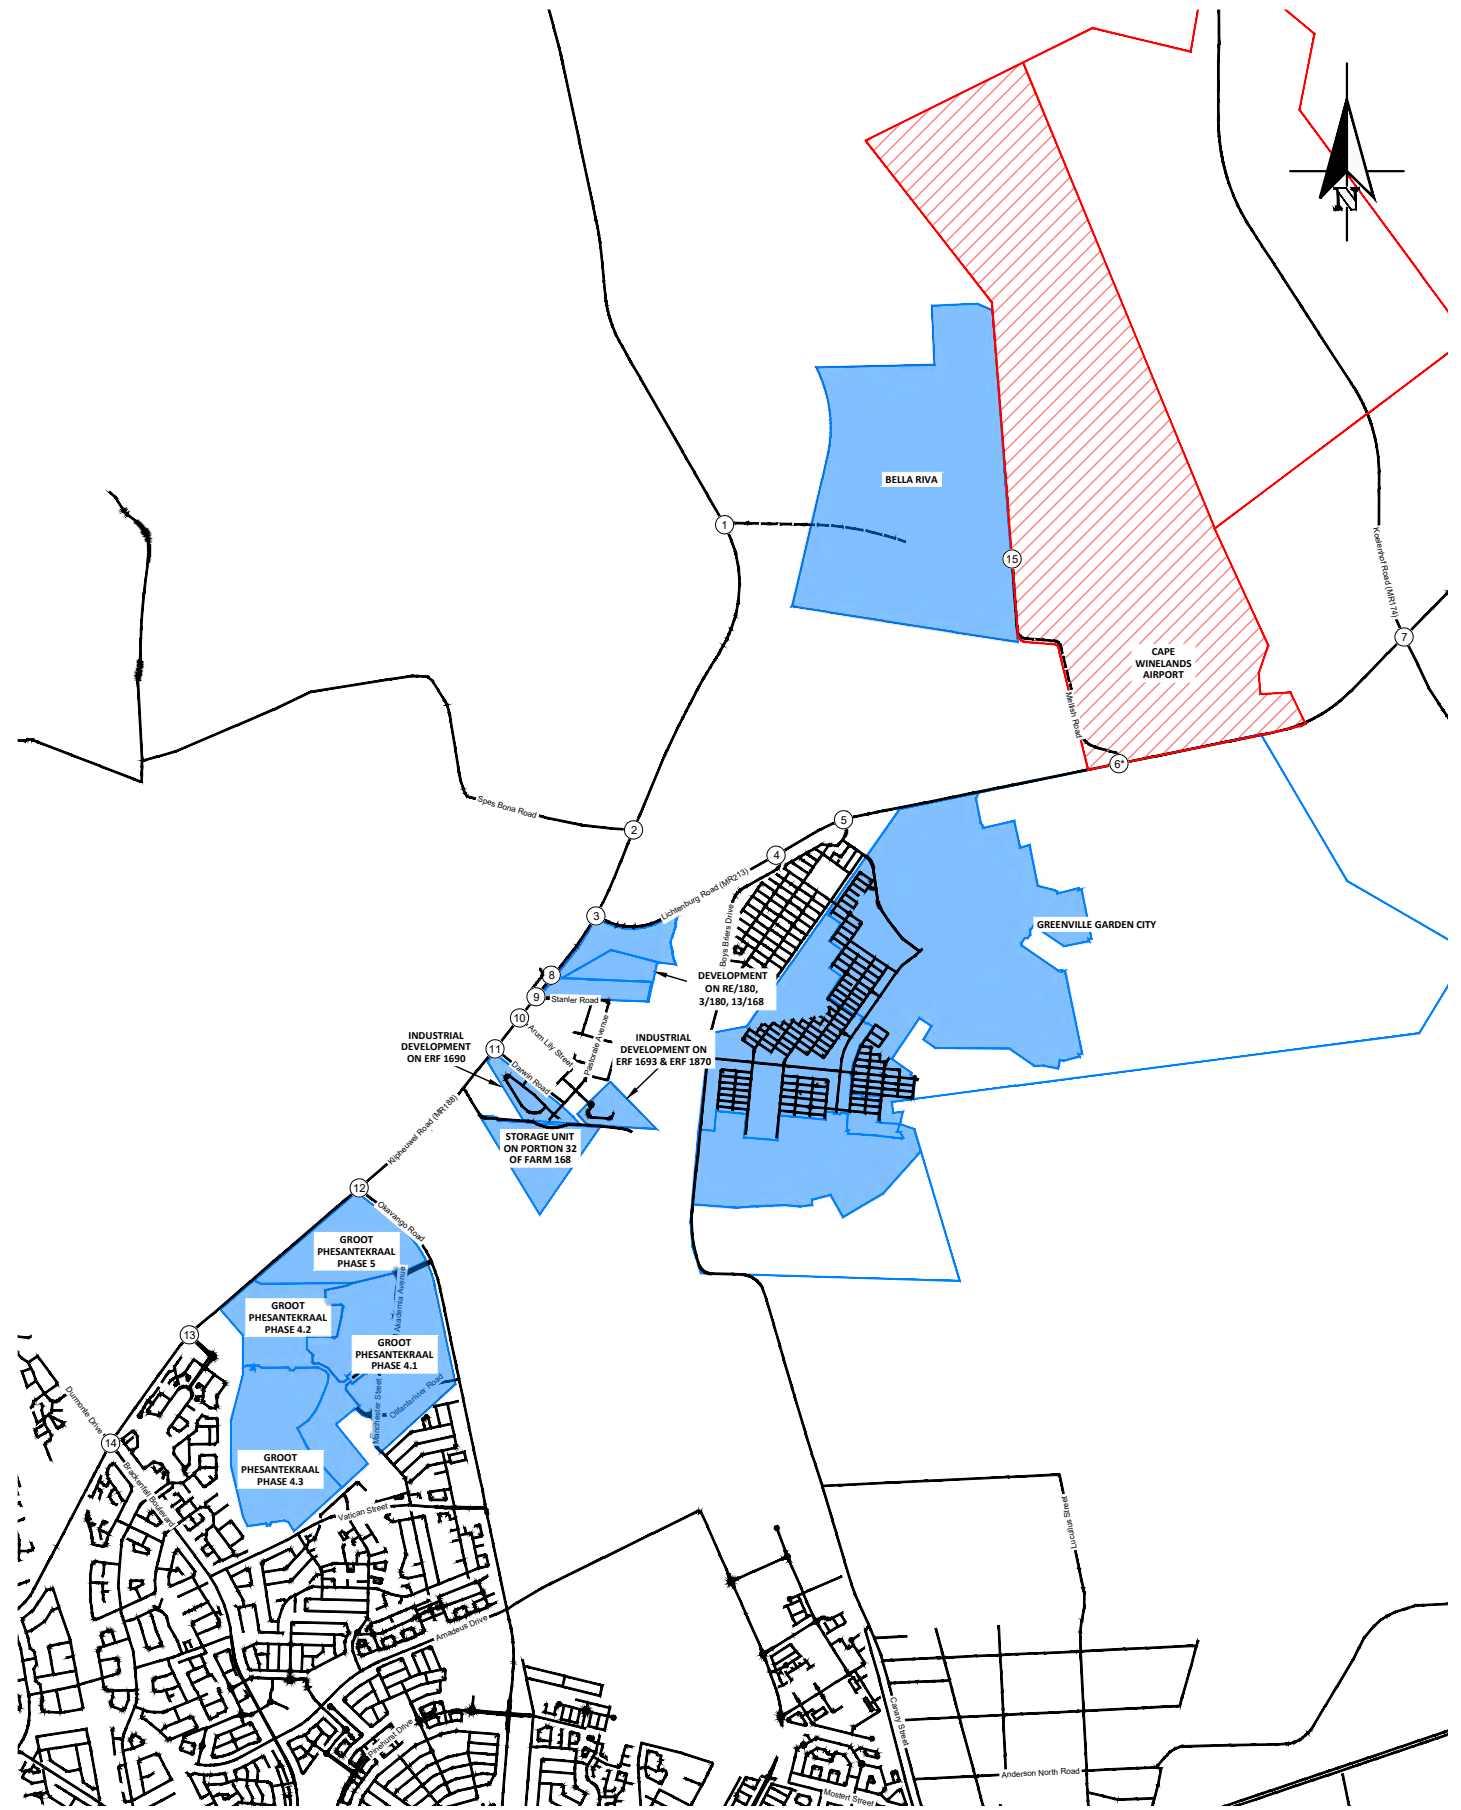 N
BELLA RIVA
1
15
Koelenhof Road (MR174)
7
CAPE
WINELANDS
AIRPORT
Mellish Road
6*
Spes Bona Road
2
5
4
Lichtenburg Road (MR213)
3
Boys Briers Drive
GREENVILLE GARDEN CITY
8
DEVELOPMENT
ON RE/180,
3/180, 13/168
9
Stanler Road
10
Arum Lily Street
Pastorale Avenue
INDUSTRIAL
DEVELOPMENT
ON ERF 1690
INDUSTRIAL
DEVELOPMENT ON
ERF 1693 & ERF 1870
11
Darwin Road
Klipheuwel Road (MR188)
STORAGE UNIT
ON PORTION 32
OF FARM 168
12
Okavango Road
GROOT
PHESANTEKRAAL
PHASE 5
Akademia Avenue
GROOT
PHESANTEKRAAL
PHASE 4.2
13
GROOT
PHESANTEKRAAL
PHASE 4.1
Manchester Street
Olifantsrivier Road
Durmonte Drive
14
Brackenfell Boulevard
GROOT
PHESANTEKRAAL
PHASE 4.3
Vatican Street
Lucullus Street
Amadeus Drive
Pinehurst Drive
Canary Street
Anderson North Road
Mostert Street